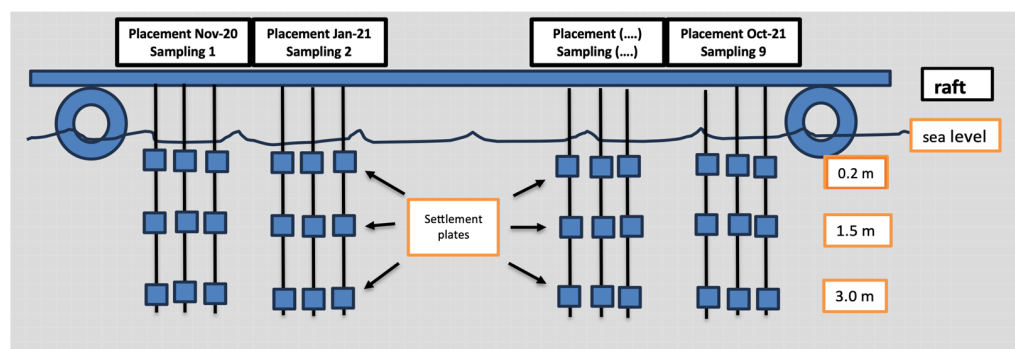 Placement Nov-20
Sampling 1
Placement Jan-21
Sampling 2
Placement (....)
Sampling (....)
Placement Oct-21
Sampling 9
raft
sea level
0.2 m
Settlement
plates
1.5 m
3.0 m